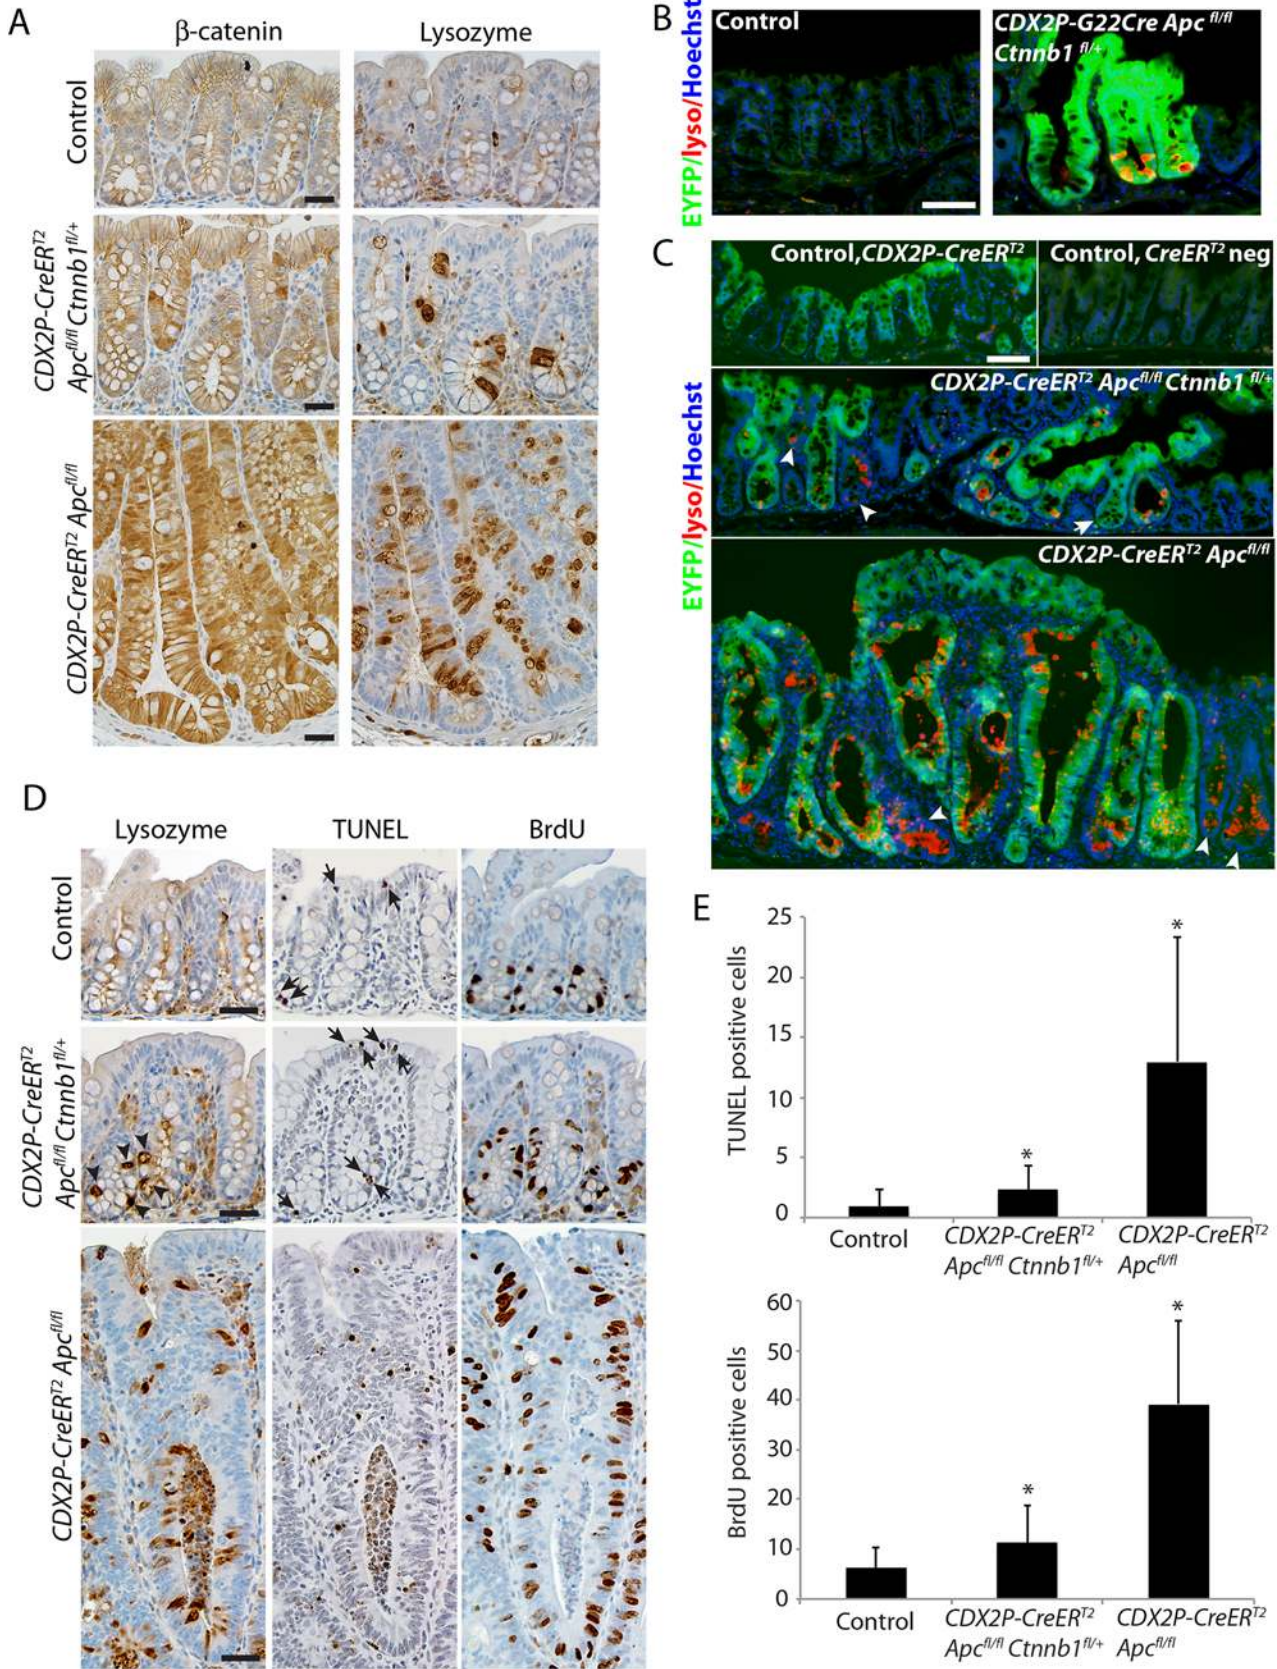 A
β-catenin
Lysozyme
Control
CDX2P-CreER^T2
Apc^fl/fl Ctnnb1^fl/+
CDX2P-CreER^T2 Apc^fl/fl
B
EYFP/lyso/Hoechst
Control
CDX2P-G22Cre Apc ^fl/fl
Ctnnb1 ^fl/+
C
EYFP/lyso/Hoechst
Control, CDX2P-CreER^T2
Control, CreER^T2 neg
CDX2P-CreER^T2 Apc^fl/fl Ctnnb1 ^fl/+
CDX2P-CreER^T2 Apc^fl/fl
D
Lysozyme
TUNEL
BrdU
Control
CDX2P-CreER^T2
Apc^fl/fl Ctnnb1^fl/+
CDX2P-CreER^T2 Apc^fl/fl
E
TUNEL positive cells
25
20
15
10
5
0
*
*
Control
CDX2P-CreER^T2
Apc^fl/fl Ctnnb1^fl/+
CDX2P-CreER^T2
Apc^fl/fl
BrdU positive cells
60
50
40
30
20
10
0
*
*
Control
CDX2P-CreER^T2
Apc^fl/fl Ctnnb1^fl/+
CDX2P-CreER^T2
Apc^fl/fl